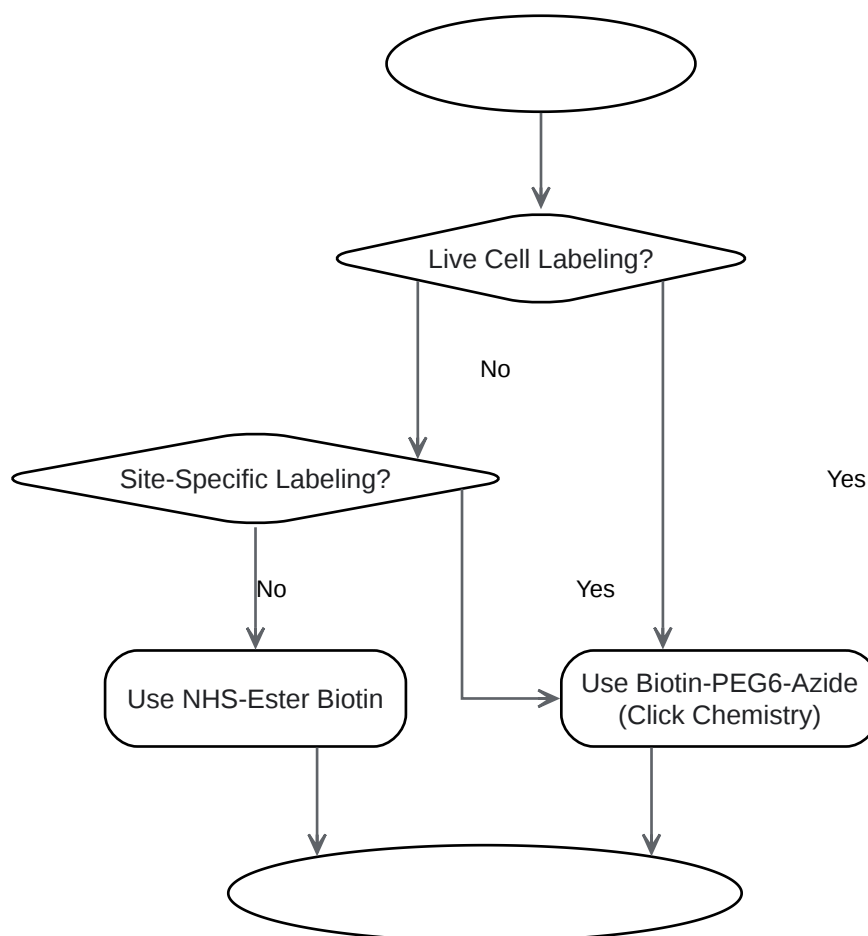 Live Cell Labeling?
No
Site-Specific Labeling?
Yes
No
Yes
Use NHS-Ester Biotin
Use Biotin-PEG6-Azide
(Click Chemistry)